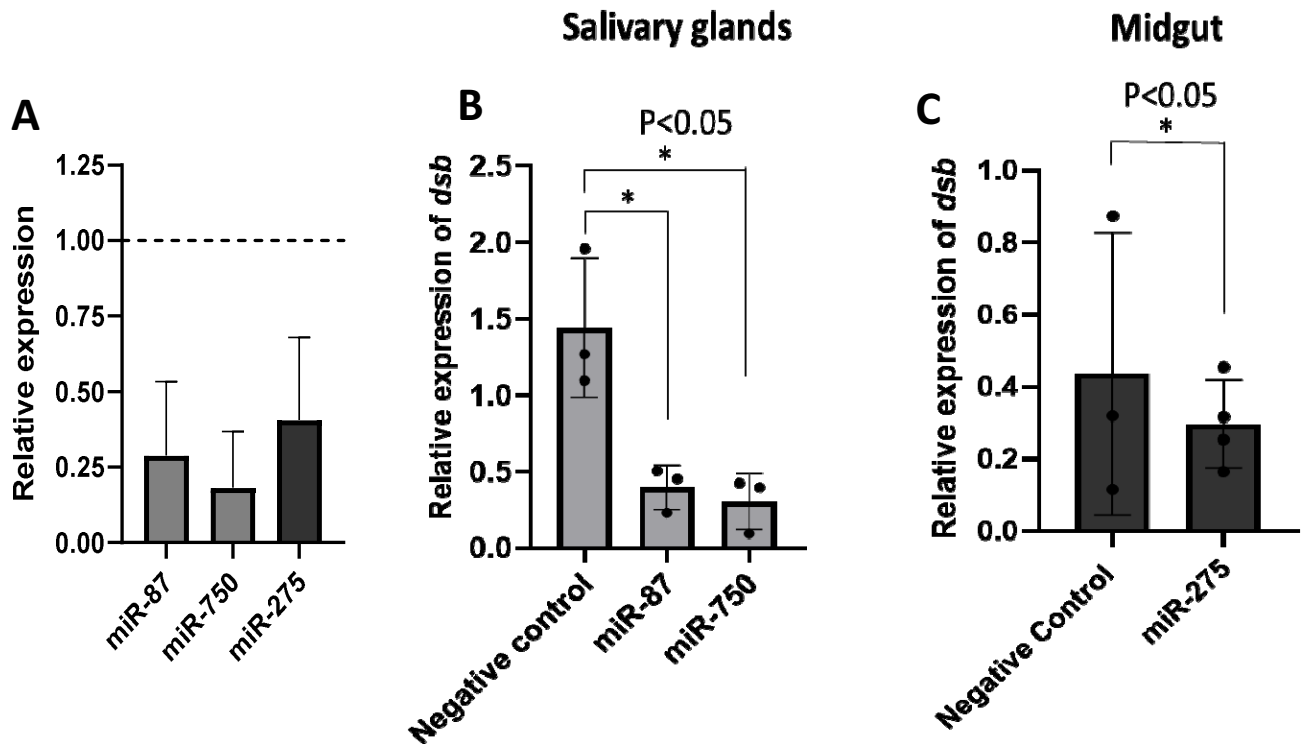 Salivary glands
Midgut
A
Relative expression
1.25
1.00
0.75
0.50
0.25
0.00
miR-87
miR-750
miR-275
B
P<0.05
*
*
Relative expression of dsb
2.5
2.0
1.5
1.0
0.5
0.0
Negative control
miR-87
miR-750
C
P<0.05
*
Relative expression of dsb
1.0
0.8
0.6
0.4
0.2
0.0
Negative Control
miR-275